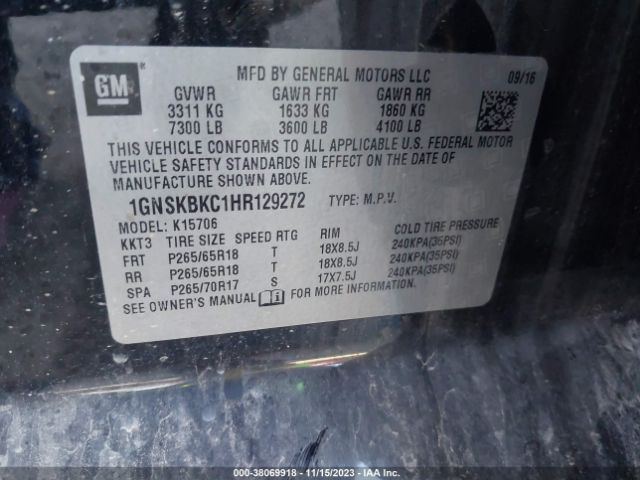 GM
MFD BY GENERAL MOTORS LLC 09/16
GVWR GAWR FRT GAWR RR
3311 KG 1633 KG 1860 KG
7300 LB 3600 LB 4100 LB
THIS VEHICLE CONFORMS TO ALL APPLICABLE U.S. FEDERAL MOTOR
VEHICLE SAFETY STANDARDS IN EFFECT ON THE DATE OF
MANUFACTURE SHOWN ABOVE.
1GNSKBKC1HR129272 TYPE: M.P.V.
MODEL: K15706
KKT3 TIRE SIZE SPEED RTG RIM COLD TIRE PRESSURE
FRT P265/65R18 T 18X8.5J 240KPA(35PSI)
RR P265/65R18 T 18X8.5J 240KPA(35PSI)
SPA P265/70R17 S 17X7.5J 240KPA(35PSI)
SEE OWNER'S MANUAL FOR MORE INFORMATION.
000-38069918 - 11/15/2023 - IAA Inc.